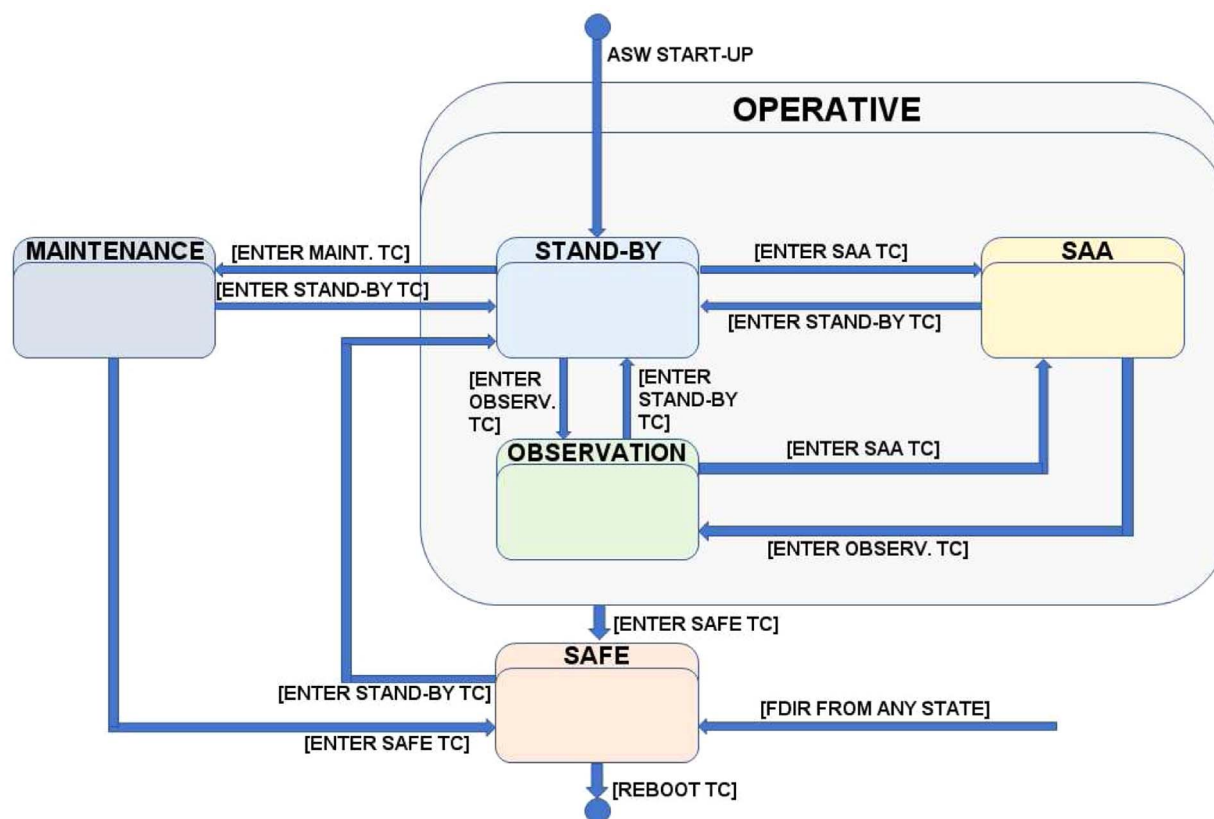 ASW START-UP
OPERATIVE
MAINTENANCE
[ENTER MAINT. TC]
STAND-BY
[ENTER SAA TC]
SAA
[ENTER STAND-BY TC]
[ENTER STAND-BY TC]
[ENTER
OBSERV.
TC]
[ENTER
STAND-BY
TC]
OBSERVATION
[ENTER SAA TC]
[ENTER OBSERV. TC]
[ENTER SAFE TC]
SAFE
[ENTER STAND-BY TC]
[FDIR FROM ANY STATE]
[ENTER SAFE TC]
[REBOOT TC]